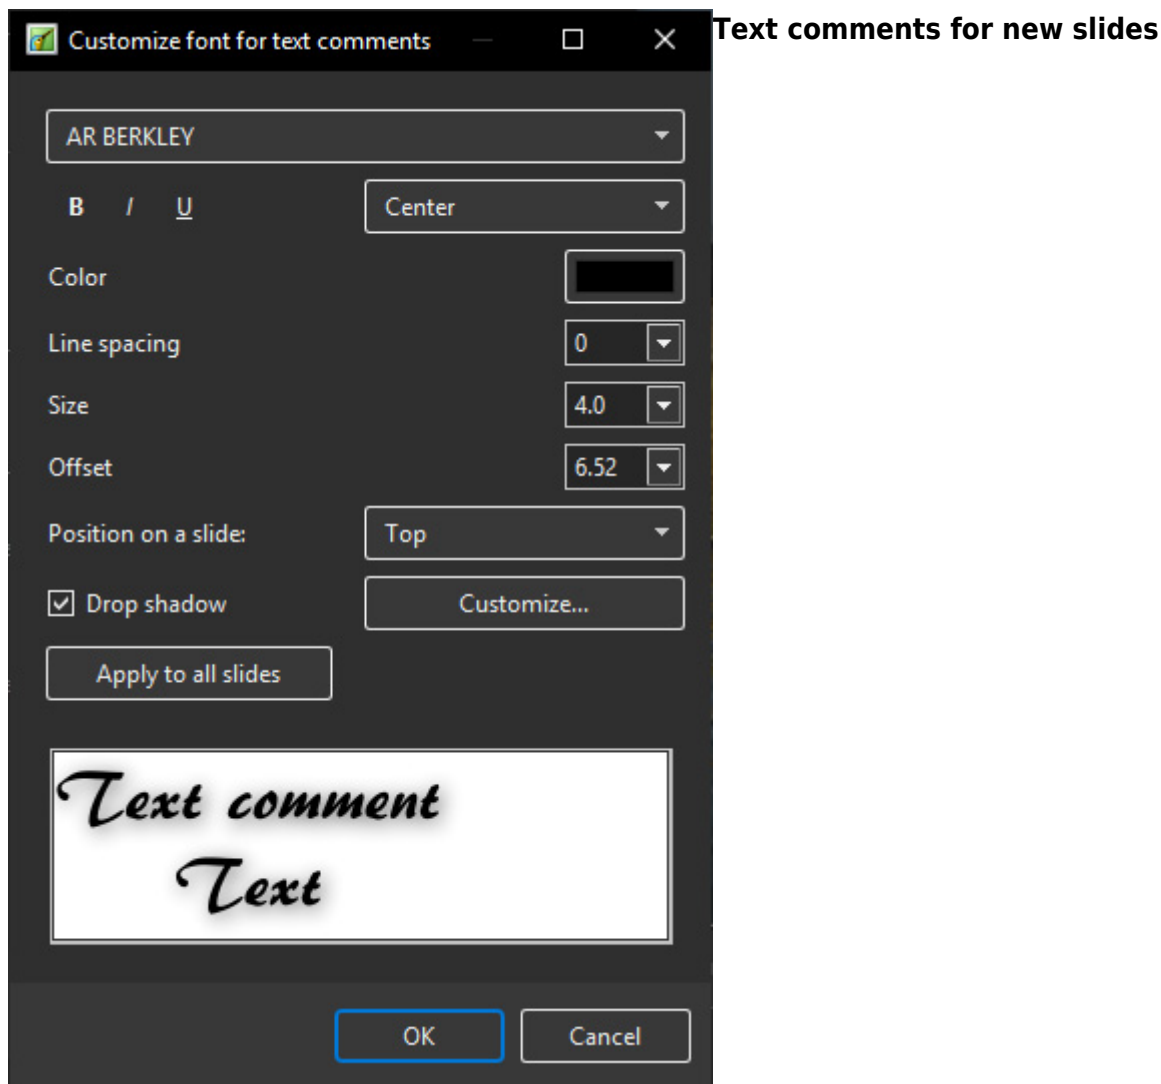 Customize font for text comments
Text comments for new slides
AR BERKLEY
B I U Center
Color
Line spacing 0
Size 4.0
Offset 6.52
Position on a slide: Top
Drop shadow Customize...
Apply to all slides
Text comment
Text
OK Cancel